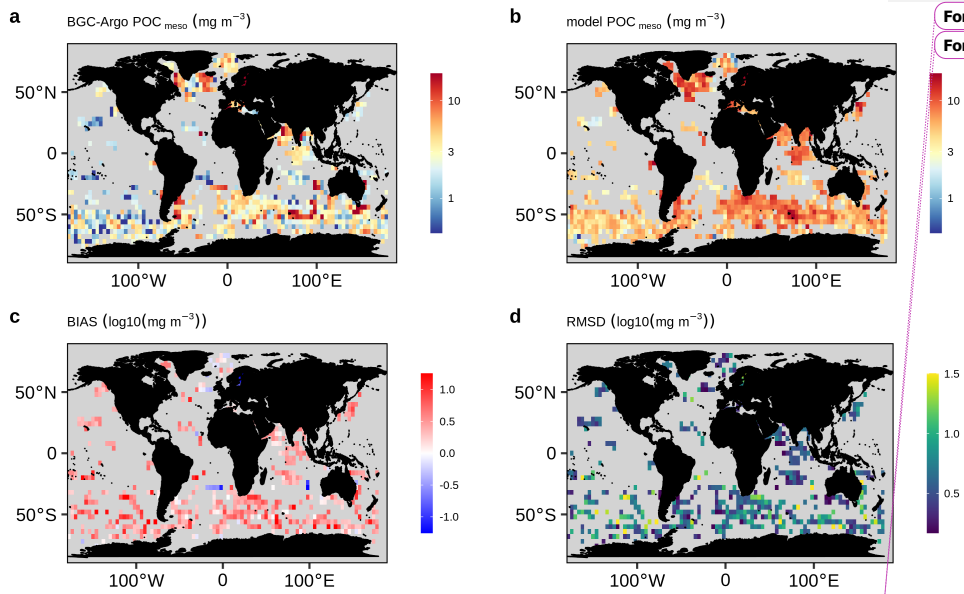 a BGC-Argo POC meso (mg m⁻³)
50°N
0
50°S
100°W 0 100°E
10
3
1
b model POC meso (mg m⁻³)
50°N
0
50°S
100°W 0 100°E
10
3
1
For
For
c BIAS (log10(mg m⁻³))
50°N
0
50°S
100°W 0 100°E
1.0
0.5
0.0
-0.5
-1.0
d RMSD (log10(mg m⁻³))
50°N
0
50°S
100°W 0 100°E
1.5
1.0
0.5